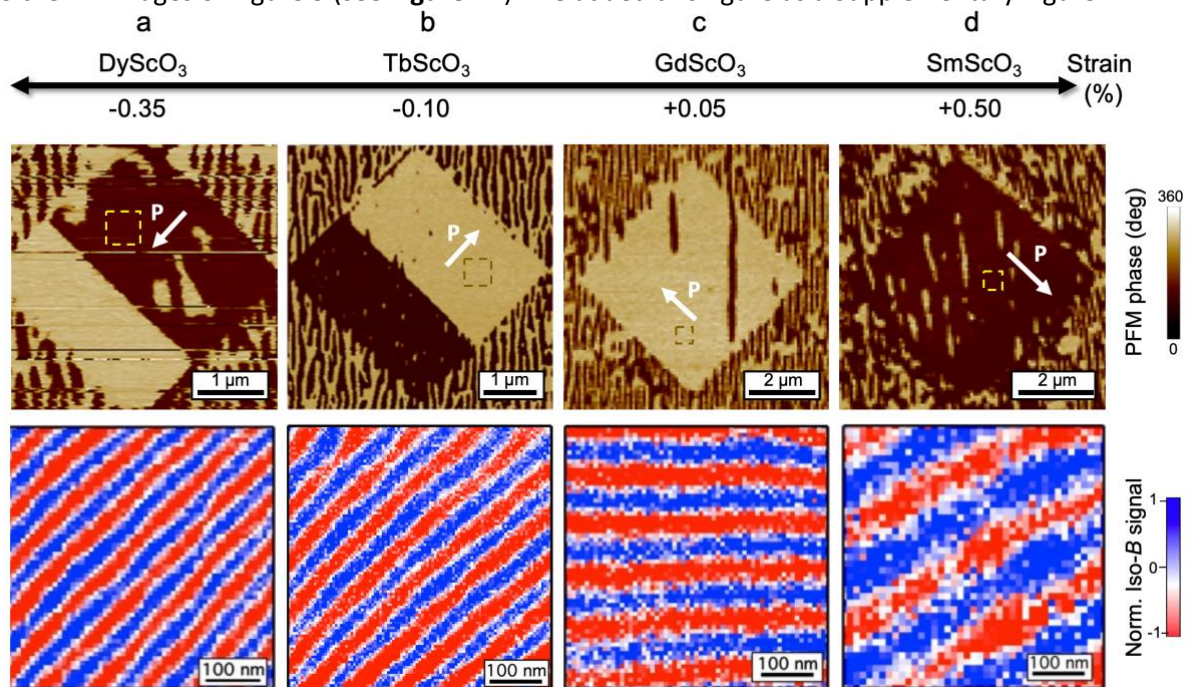 a b c d
DyScO3 TbScO3 GdScO3 SmScO3 Strain
(%)
-0.35 -0.10 +0.05 +0.50
P P P P
1 µm 1 µm 2 µm 2 µm
PFM phase (deg)
360
0
100 nm 100 nm 100 nm 100 nm
Norm. Iso-B signal
1
0
-1